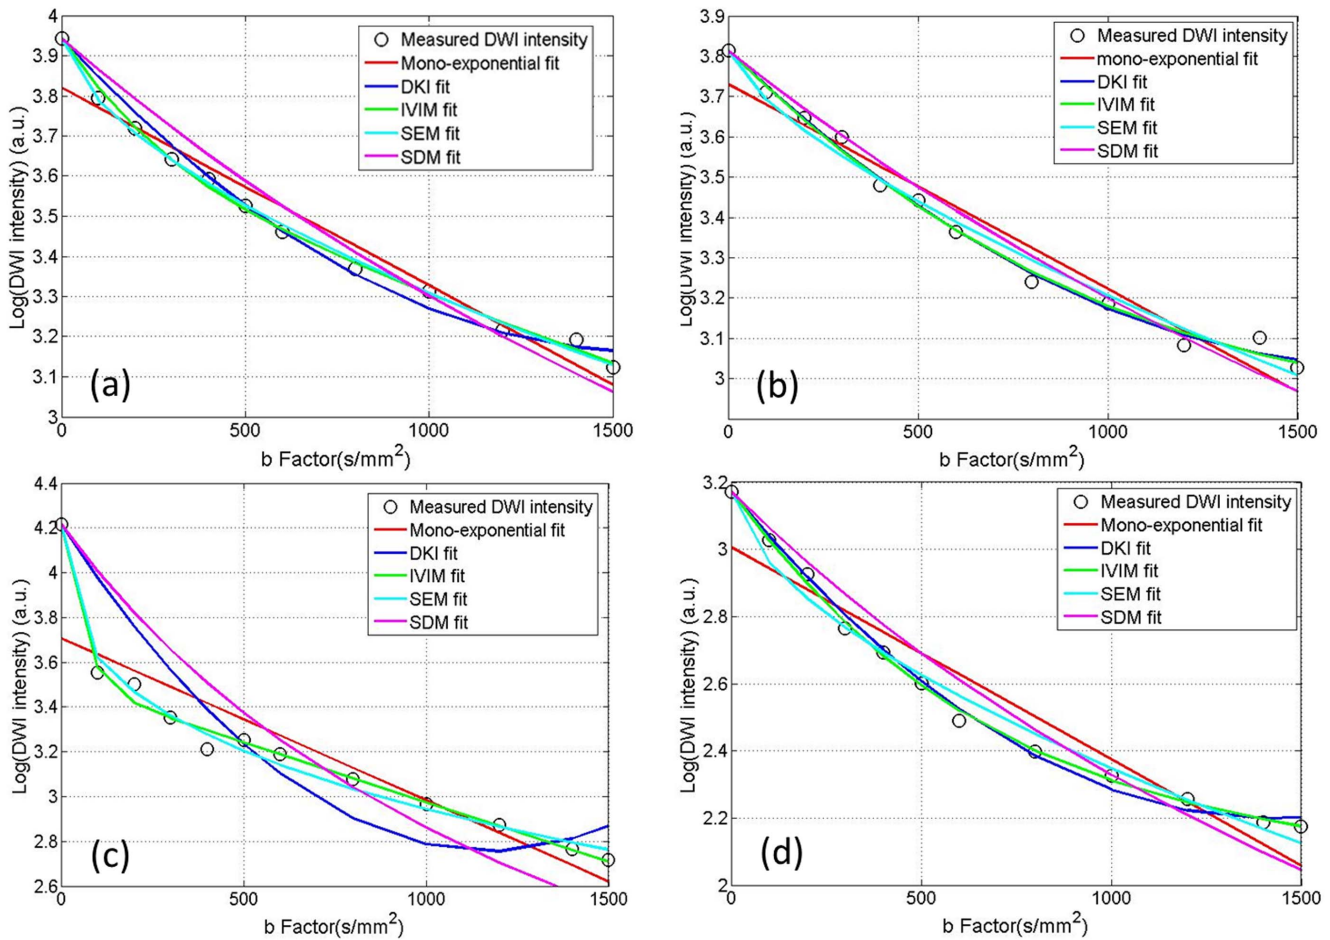 4
3.9
3.8
3.7
3.6
3.5
3.4
3.3
3.2
3.1
3
Log(DWI intensity) (a.u.)
Measured DWI intensity
Mono-exponential fit
DKI fit
IVIM fit
SEM fit
SDM fit
(a)
0
500
1000
1500
b Factor(s/mm²)
3.9
3.8
3.7
3.6
3.5
3.4
3.3
3.2
3.1
3
Log(DWI intensity) (a.u.)
Measured DWI intensity
mono-exponential fit
DKI fit
IVIM fit
SEM fit
SDM fit
(b)
0
500
1000
1500
b Factor(s/mm²)
4.4
4.2
4
3.8
3.6
3.4
3.2
3
2.8
2.6
Log(DWI intensity) (a.u.)
Measured DWI intensity
Mono-exponential fit
DKI fit
IVIM fit
SEM fit
SDM fit
(c)
0
500
1000
1500
b Factor(s/mm²)
3.2
3
2.8
2.6
2.4
2.2
2
Log(DWI intensity) (a.u.)
Measured DWI intensity
Mono-exponential fit
DKI fit
IVIM fit
SEM fit
SDM fit
(d)
0
500
1000
1500
b Factor(s/mm²)